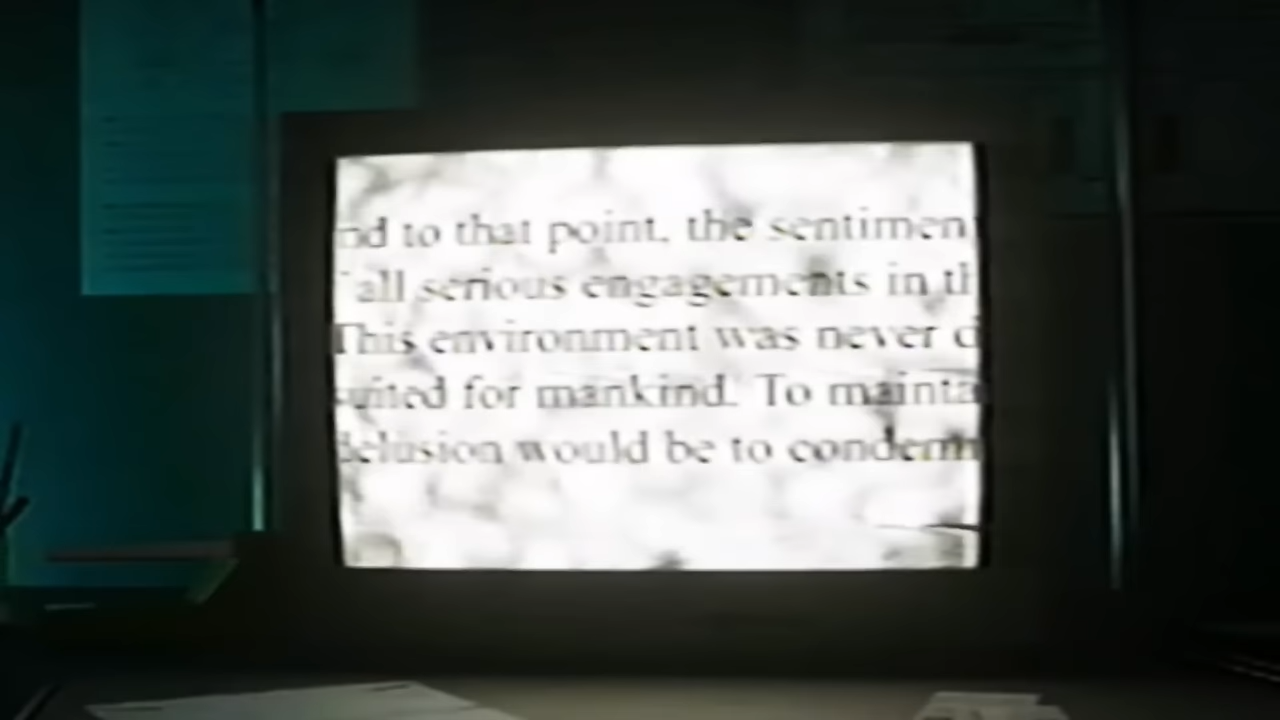 nd to that point, the sentimen
all serious engagements in th
This environment was never d
suited for mankind. To mainta
delusion would be to condemn